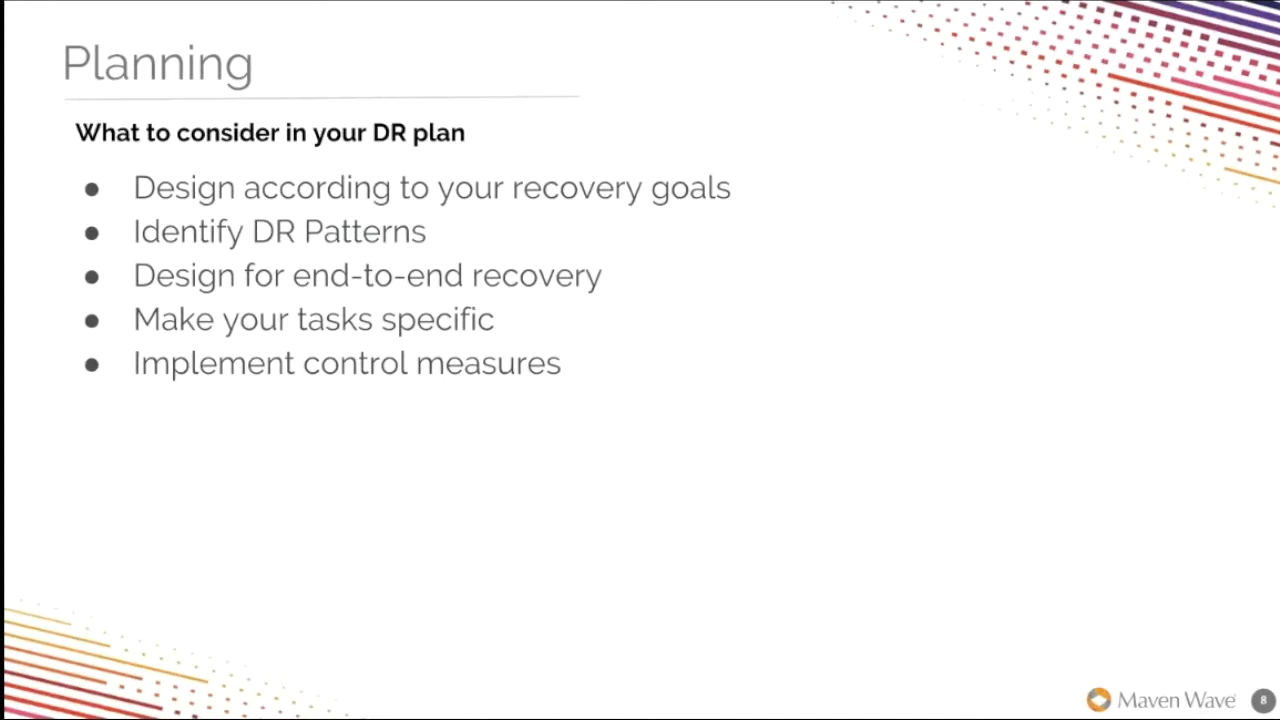 Planning
What to consider in your DR plan
● Design according to your recovery goals
● Identify DR Patterns
● Design for end-to-end recovery
● Make your tasks specific
● Implement control measures
Maven Wave 8